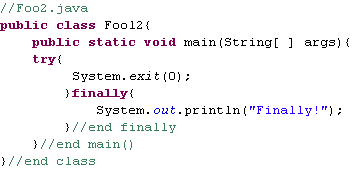 //Foo2.java
public class Foo12{
public static void main(String[ ] args){
try{
System.exit(0);
}finally{
System.out.println("Finally!");
}//end finally
}//end main()
}//end class